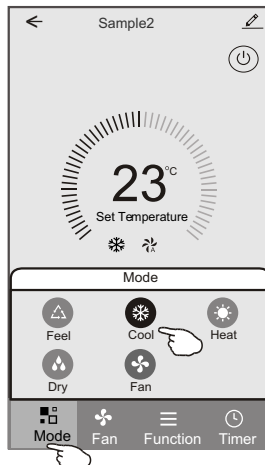 Sample2
23°C
Set Temperature
A
Mode
Feel Cool Heat
Dry Fan
Mode Fan Function Timer